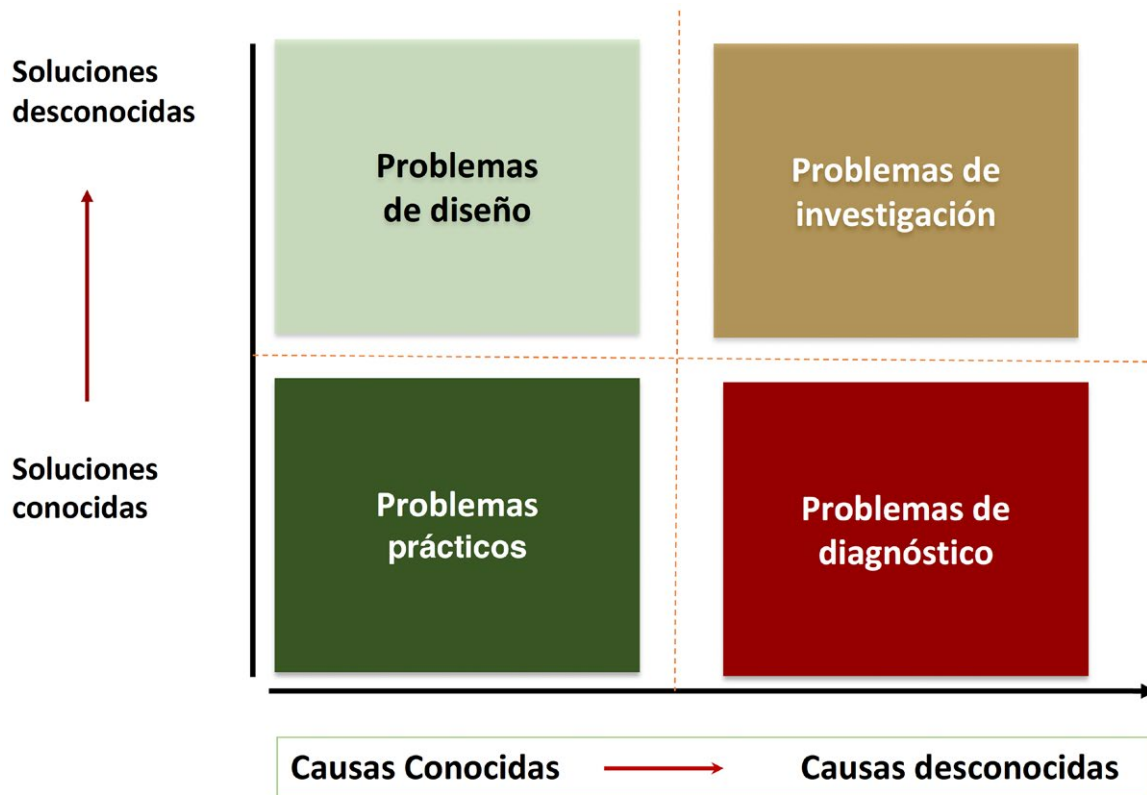 Soluciones
desconocidas
Problemas
de diseño
Problemas de
investigación
Soluciones
conocidas
Problemas
prácticos
Problemas de
diagnóstico
Causas Conocidas
Causas desconocidas